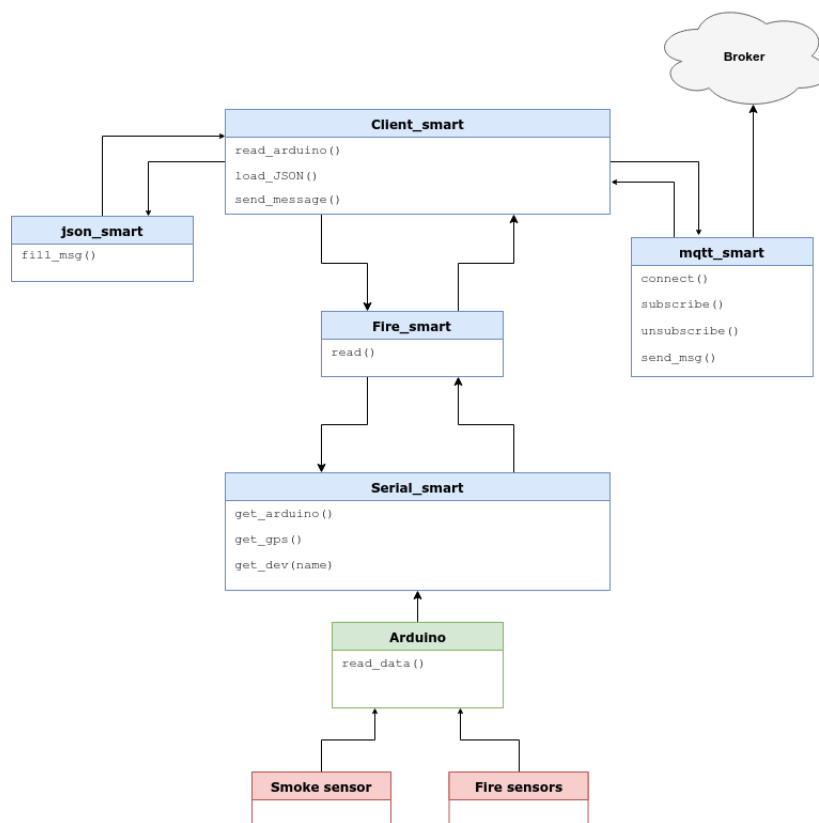 Broker
Client_smart
read_arduino()
load_JSON()
send_message()
json_smart
fill_msg()
mqtt_smart
connect()
subscribe()
unsubscribe()
send_msg()
Fire_smart
read()
Serial_smart
get_arduino()
get_gps()
get_dev(name)
Arduino
read_data()
Smoke sensor
Fire sensors